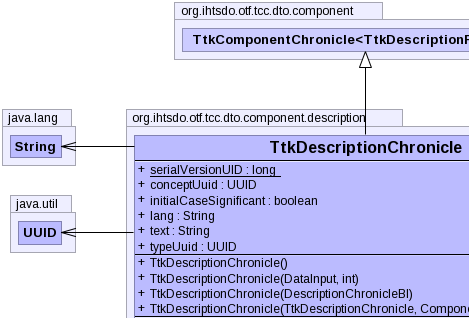 org.ihtsdo.otf.tcc.dto.component
TtkComponentChronicle<TtkDescriptionR
java.lang
String
org.ihtsdo.otf.tcc.dto.component.description
TtkDescriptionChronicle
+ serialVersionUID : long
+ conceptUuid : UUID
+ initialCaseSignificant : boolean
+ lang : String
+ text : String
+ typeUuid : UUID
java.util
UUID
+ TtkDescriptionChronicle()
+ TtkDescriptionChronicle(DataInput, int)
+ TtkDescriptionChronicle(DescriptionChronicleBI)
+ TtkDescriptionChronicle(TtkDescriptionChronicle, Compone